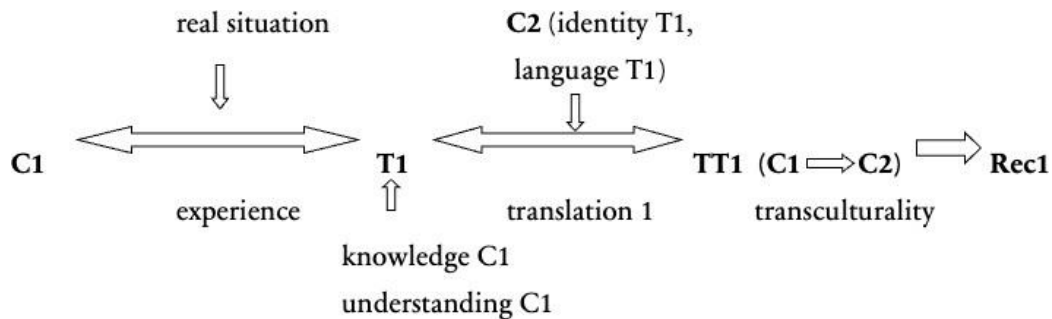 real situation
C2 (identity T1,
language T1)
C1
T1
TT1 (C1 C2)
Rec1
experience
translation 1
transculturality
knowledge C1
understanding C1